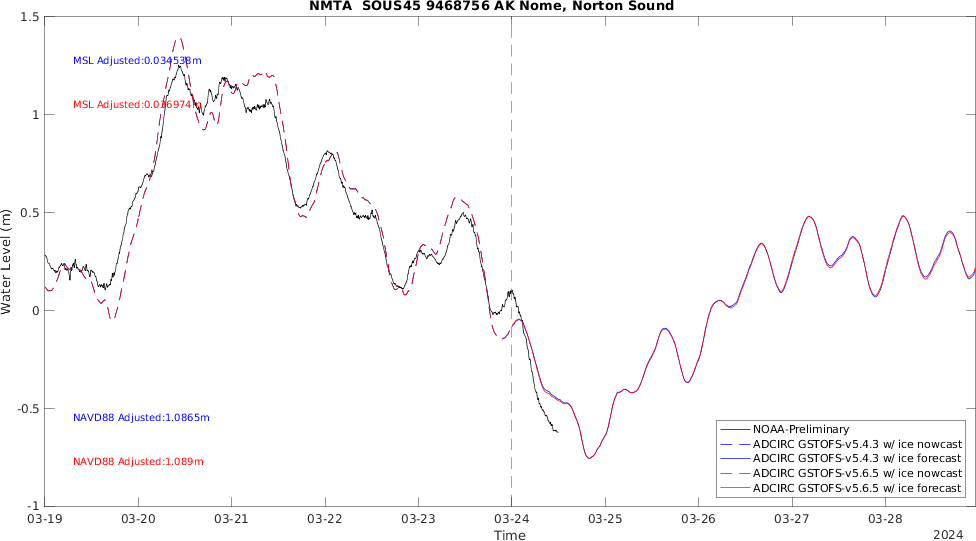 NMTA SOUS45 9468756 AK Nome, Norton Sound
1.5
1
0.5
0
-0.5
-1
Water Level (m)
MSL Adjusted:0.034538m
MSL Adjusted:0.036974m
NAVD88 Adjusted:1.0865m
NAVD88 Adjusted:1.089m
NOAA-Preliminary
ADCIRC GSTOFS-v5.4.3 w/ ice nowcast
ADCIRC GSTOFS-v5.4.3 w/ ice forecast
ADCIRC GSTOFS-v5.6.5 w/ ice nowcast
ADCIRC GSTOFS-v5.6.5 w/ ice forecast
03-19 03-20 03-21 03-22 03-23 03-24 03-25 03-26 03-27 03-28
Time
2024